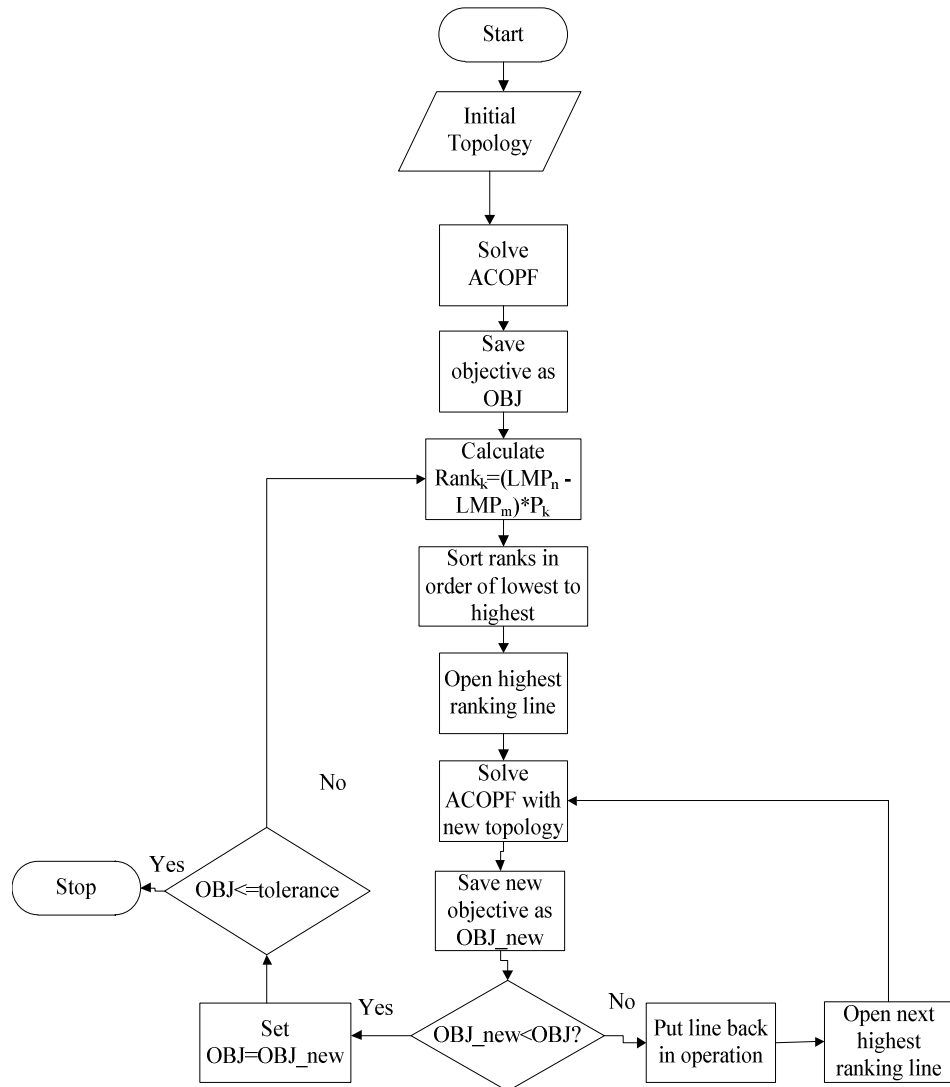 Start
Initial
Topology
Solve
ACOPF
Save
objective as
OBJ
Calculate
Rankk=(LMPn -
LMPm)*Pk
Sort ranks in
order of lowest to
highest
Open highest
ranking line
Solve
ACOPF with
new topology
Save new
objective as
OBJ_new
OBJ_new<OBJ?
No
Put line back
in operation
Open next
highest
ranking line
Yes
Set
OBJ=OBJ_new
OBJ<=tolerance
No
Yes
Stop